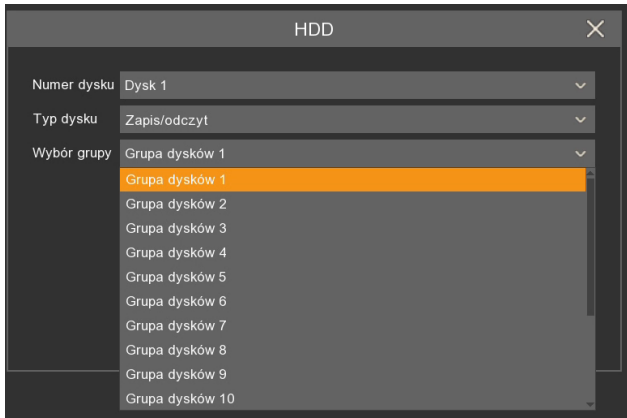 HDD
Numer dysku Dysk 1
Typ dysku Zapis/odczyt
Wybór grupy Grupa dysków 1
Grupa dysków 1
Grupa dysków 2
Grupa dysków 3
Grupa dysków 4
Grupa dysków 5
Grupa dysków 6
Grupa dysków 7
Grupa dysków 8
Grupa dysków 9
Grupa dysków 10